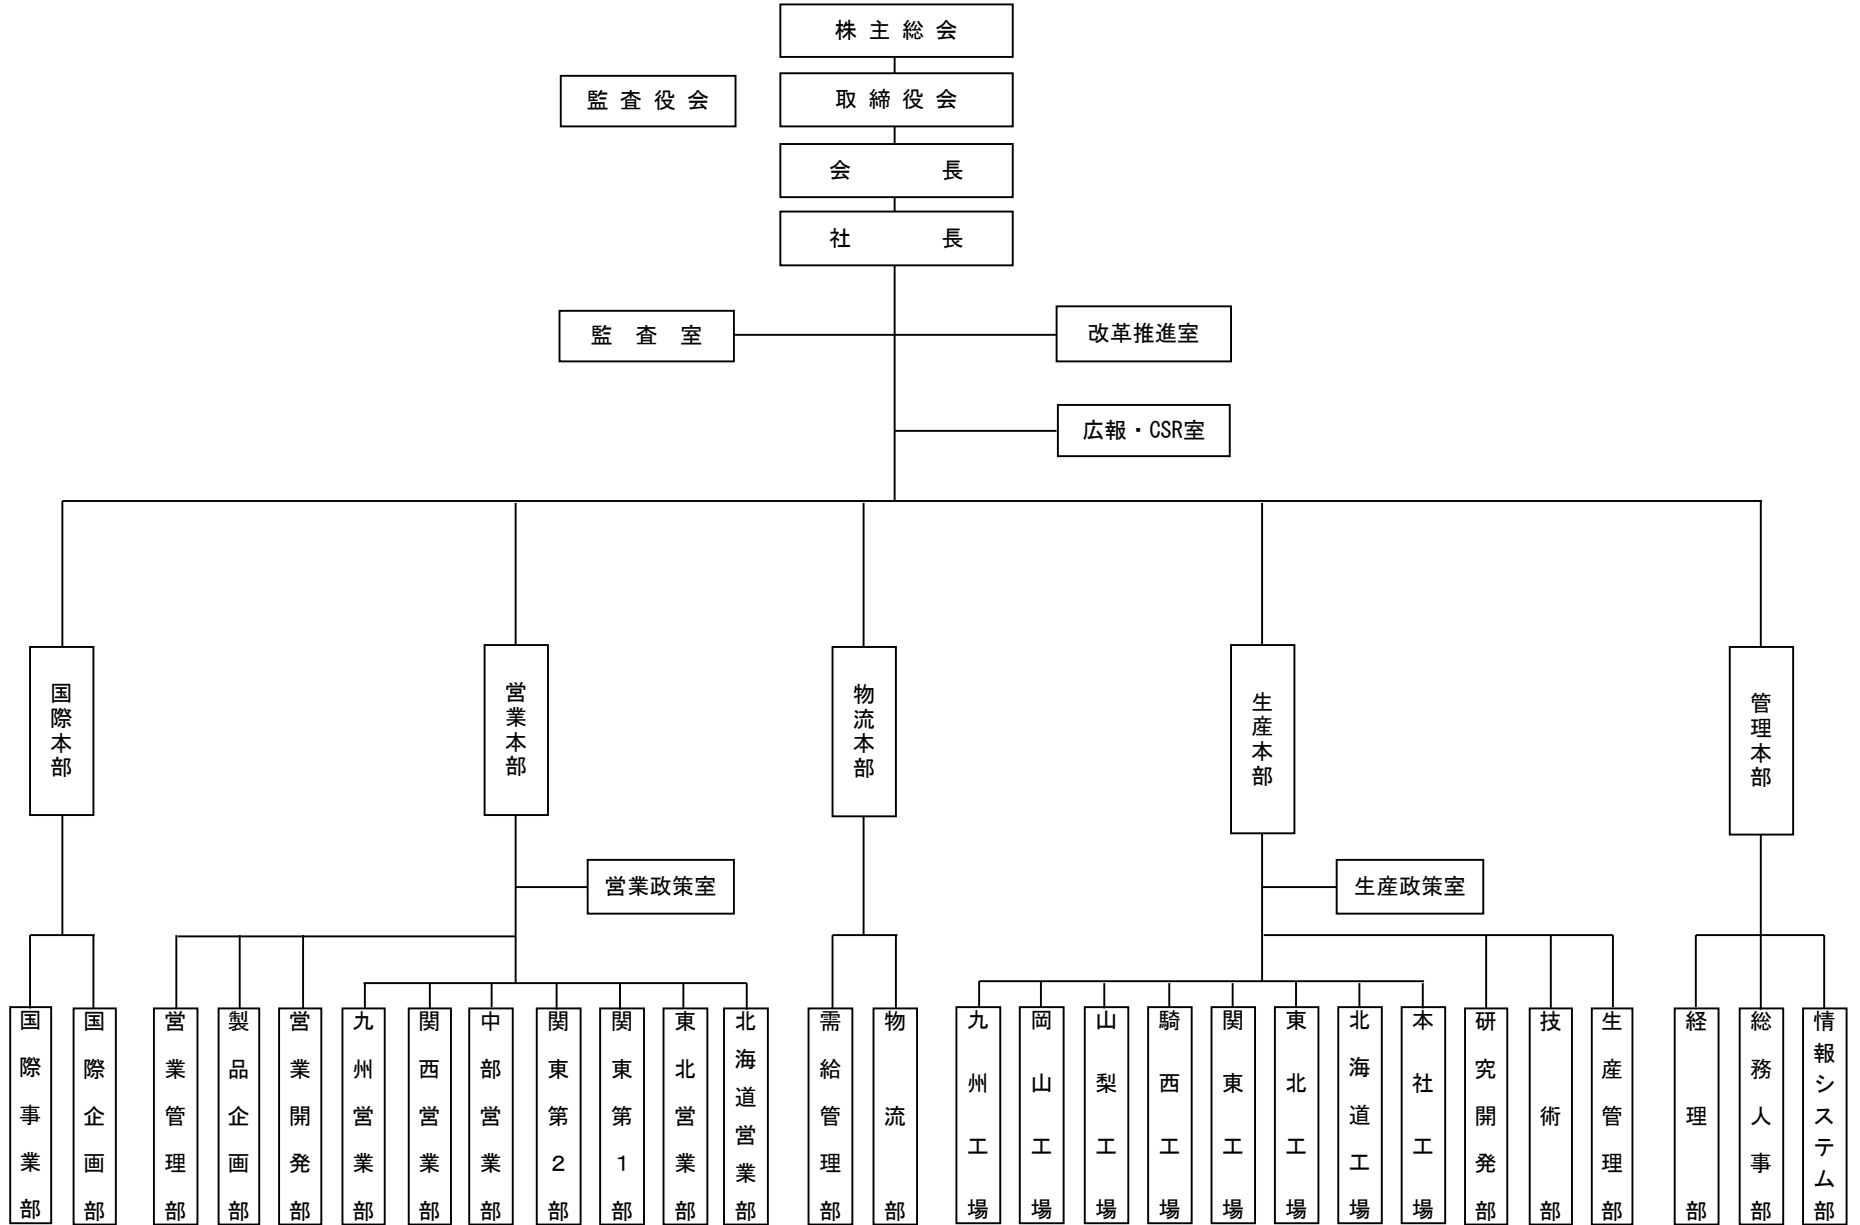 株主総会
監査役会
取締役会
会長
社長
監査室
改革推進室
広報・CSR室
国際本部
営業本部
物流本部
生産本部
管理本部
営業政策室
生産政策室
国際事業部
国際企画部
営業管理部
製品企画部
営業開発部
九州営業部
関西営業部
中部営業部
関東第２部
関東第１部
東北営業部
北海道営業部
需給管理部
物流部
九州工場
岡山工場
山梨工場
騎西工場
関東工場
東北工場
北海道工場
本社工場
研究開発部
技術部
生産管理部
経理部
総務人事部
情報システム部